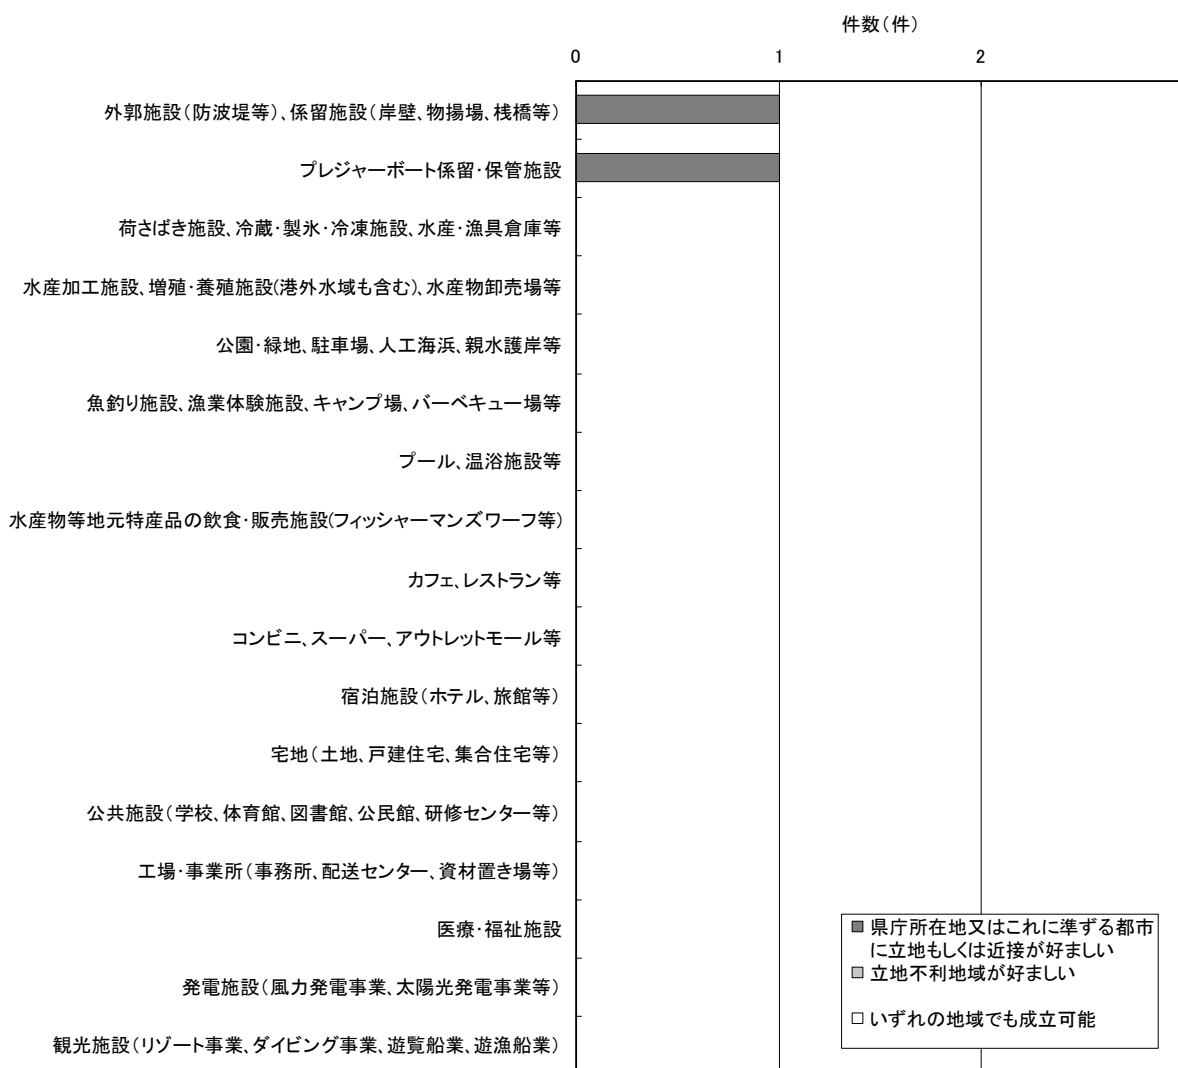 件数(件)
0 1 2
外郭施設(防波堤等)、係留施設(岸壁、物揚場、桟橋等)
プレジャーボート係留・保管施設
荷さばき施設、冷蔵・製氷・冷凍施設、水産・漁具倉庫等
水産加工施設、増殖・養殖施設(港外水域も含む)、水産物卸売場等
公園・緑地、駐車場、人工海浜、親水護岸等
魚釣り施設、漁業体験施設、キャンプ場、バーベキュー場等
プール、温浴施設等
水産物等地元特産品の飲食・販売施設(フィッシャーマンズワーフ等)
カフェ、レストラン等
コンビニ、スーパー、アウトレットモール等
宿泊施設(ホテル、旅館等)
宅地(土地、戸建住宅、集合住宅等)
公共施設(学校、体育館、図書館、公民館、研修センター等)
工場・事業所(事務所、配送センター、資材置き場等)
医療・福祉施設
発電施設(風力発電事業、太陽光発電事業等)
観光施設(リゾート事業、ダイビング事業、遊覧船業、遊漁船業)
県庁所在地又はこれに準ずる都市
に立地もしくは近接が好ましい
立地不利地域が好ましい
いずれの地域でも成立可能